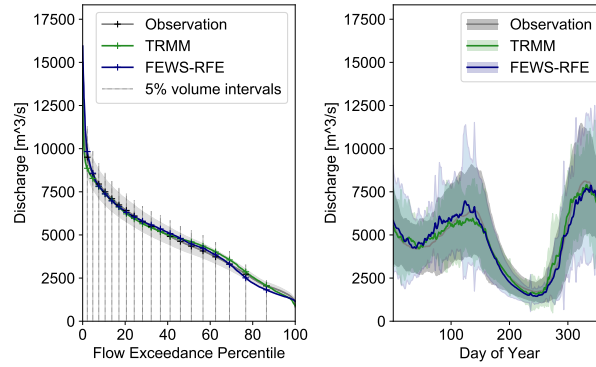 Observation
TRMM
FEWS-RFE
5% volume intervals
17500
15000
12500
10000
7500
5000
2500
0
Discharge [m^3/s]
0 20 40 60 80 100
Flow Exceedance Percentile
Observation
TRMM
FEWS-RFE
17500
15000
12500
10000
7500
5000
2500
0
Discharge [m^3/s]
100 200 300
Day of Year